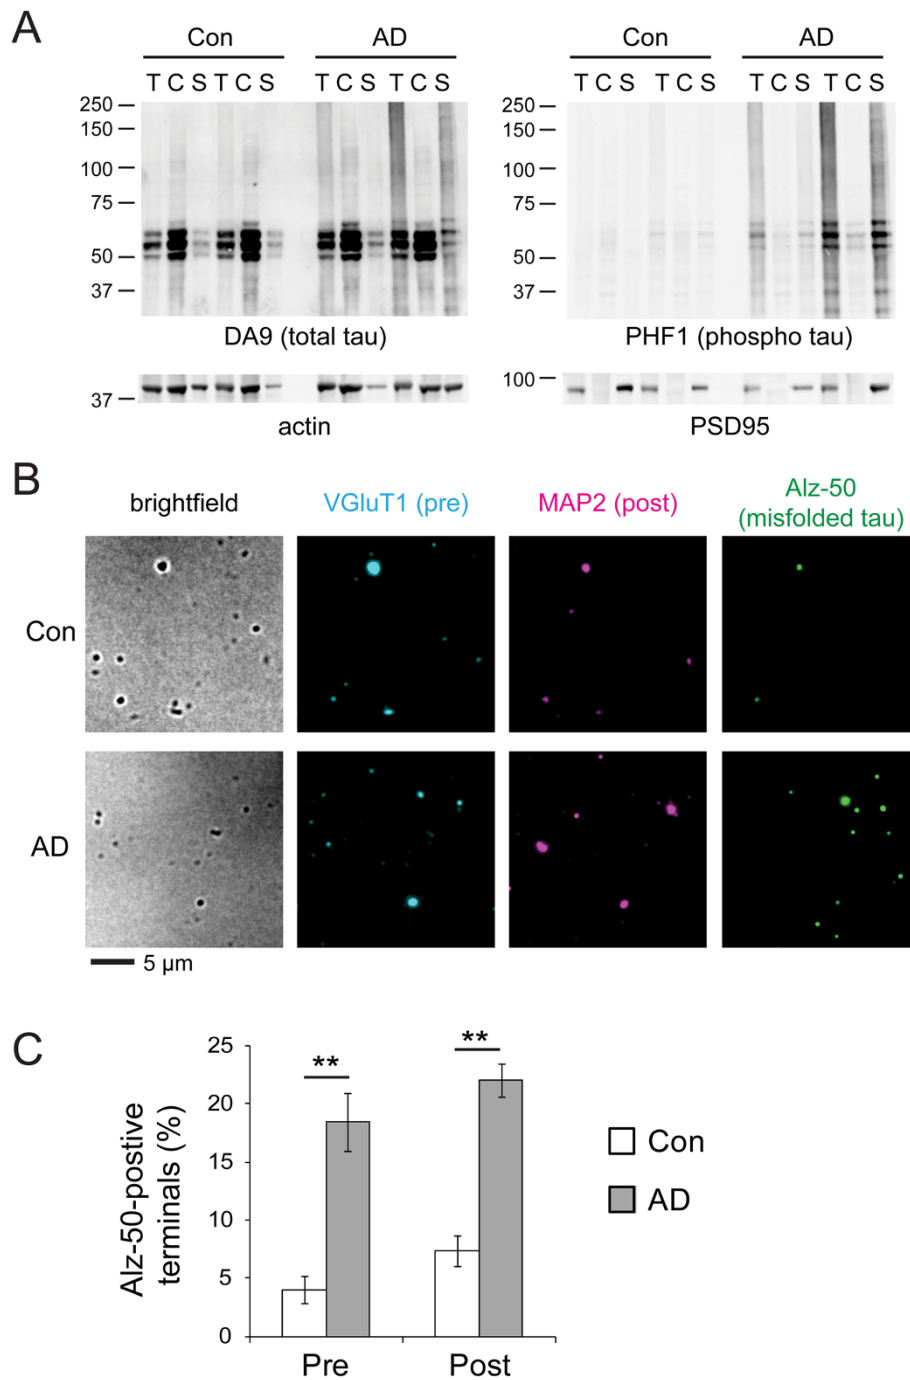 A
Con AD Con AD
T C S T C S T C S T C S T C S T C S T C S T C S
250 250
150 150
100 100
75 75
50 50
37 37
DA9 (total tau) PHF1 (phospho tau)
37 100
actin PSD95
B
brightfield VGluT1 (pre) MAP2 (post) Alz-50
(misfolded tau)
Con
AD
5 µm
C
Alz-50-postive
terminals (%)
25
20
15
10
5
0
** **
Pre Post
Con
AD